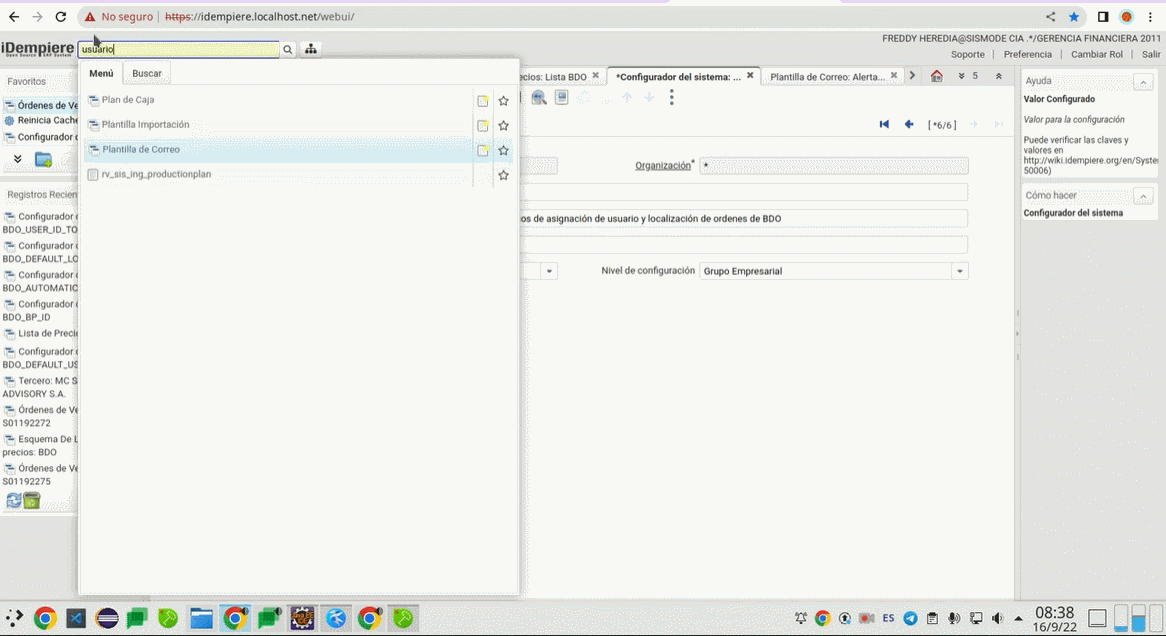 No seguro
https://idempiere.localhost.net/webui/
iDempiere
usuario
FREDDY HEREDIA@SISMODE CIA .*/GERENCIA FINANCIERA 2011
Soporte | Preferencia | Cambiar Rol | Salir
Favoritos
Órdenes de Ve
Reinicia Cache
Configurador
Registros Recien
Configurador
BDO_USER_ID_TO
Configurador
BDO_DEFAULT_LO
Configurador
BDO_AUTOMATIC
Configurador
BDO_BP_ID
Lista de Preci
Configurador
BDO_DEFAULT_US
Tercero: MC S
ADVISORY S.A.
Órdenes de Ve
S01192272
Esquema De L
precios: BDO
Órdenes de Ve
S01192275
Menú
Buscar
Plan de Caja
Plantilla Importación
Plantilla de Correo
rv_sis_ing_productionplan
ecios: Lista BDO
*Configurador del sistema: ...
Plantilla de Correo: Alerta...
5
[ *6/6 ]
Organización* *
os de asignación de usuario y localización de ordenes de BDO
Nivel de configuración Grupo Empresarial
Ayuda
Valor Configurado
Valor para la configuración
Puede verificar las claves y
valores en
http://wiki.idempiere.org/en/Syste
50006)
Cómo hacer
Configurador del sistema
ES
08:38
16/9/22